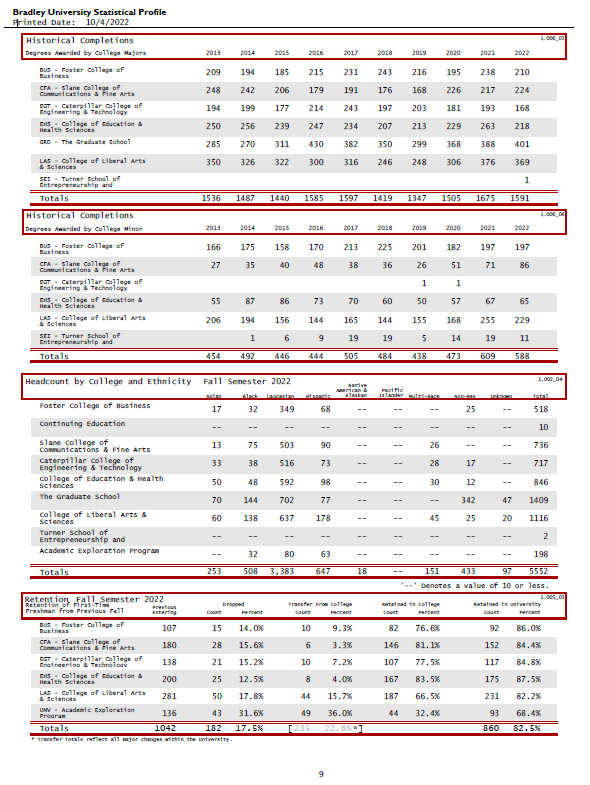 Bradley University Statistical Profile
Printed Date: 10/4/2022
Historical Completions 1.006_03
Degrees Awarded by College Majors 2013 2014 2015 2016 2017 2018 2019 2020 2021 2022
BUS - Foster College of
Business 209 194 185 215 231 243 216 195 238 210
CFA - Slane College of
Communications & Fine Arts 248 242 206 179 191 176 168 226 217 224
EGT - Caterpillar College of
Engineering & Technology 194 199 177 214 243 197 203 181 193 168
EHS - College of Education &
Health Sciences 250 256 239 247 234 207 213 229 263 218
GRD - The Graduate School 285 270 311 430 382 350 299 368 388 401
LAS - College of Liberal Arts
& Sciences 350 326 322 300 316 246 248 306 376 369
SEI - Turner School of
Entrepreneurship and 1
Totals 1536 1487 1440 1585 1597 1419 1347 1505 1675 1591
Historical Completions 1.006_06
Degrees Awarded by College Minor 2013 2014 2015 2016 2017 2018 2019 2020 2021 2022
BUS - Foster College of
Business 166 175 158 170 213 225 201 182 197 197
CFA - Slane College of
Communications & Fine Arts 27 35 40 48 38 36 26 51 71 86
EGT - Caterpillar College of
Engineering & Technology 1 1
EHS - College of Education &
Health Sciences 55 87 86 73 70 60 50 57 67 65
LAS - College of Liberal Arts
& Sciences 206 194 156 144 165 144 155 168 255 229
SEI - Turner School of
Entrepreneurship and 1 6 9 19 19 5 14 19 11
Totals 454 492 446 444 505 484 438 473 609 588
Headcount by College and Ethnicity Fall Semester 2022 1.002_04
Asian Black Caucasian Hispanic Native American & Alaskan Pacific Islander Multi-Race Non-Res Unknown Total
Foster College of Business 17 32 349 68 -- -- -- 25 -- 518
Continuing Education -- -- -- -- -- -- -- -- -- 10
Slane College of
Communications & Fine Arts 13 75 503 90 -- -- 26 -- -- 736
Caterpillar College of
Engineering & Technology 33 38 516 73 -- -- 28 17 -- 717
College of Education & Health
Sciences 50 48 592 98 -- -- 30 12 -- 846
The Graduate School 70 144 702 77 -- -- -- 342 47 1409
College of Liberal Arts &
Sciences 60 138 637 178 -- -- 45 25 20 1116
Turner School of
Entrepreneurship and -- -- -- -- -- -- -- -- -- 2
Academic Exploration Program -- 32 80 63 -- -- -- -- -- 198
Totals 253 508 3,383 647 18 -- 151 433 97 5552
'--' Denotes a value of 10 or less.
Retention Fall Semester 2022 1.005_03
Retention of First-Time
Freshman from Previous Fall Previous Entering Dropped Count Percent Transfer From College Count Percent Retained in College Count Percent Retained in University Count Percent
BUS - Foster College of
Business 107 15 14.0% 10 9.3% 82 76.6% 92 86.0%
CFA - Slane College of
Communications & Fine Arts 180 28 15.6% 6 3.3% 146 81.1% 152 84.4%
EGT - Caterpillar College of
Engineering & Technology 138 21 15.2% 10 7.2% 107 77.5% 117 84.8%
EHS - College of Education &
Health Sciences 200 25 12.5% 8 4.0% 167 83.5% 175 87.5%
LAS - College of Liberal Arts
& Sciences 281 50 17.8% 44 15.7% 187 66.5% 231 82.2%
UNV - Academic Exploration
Program 136 43 31.6% 49 36.0% 44 32.4% 93 68.4%
Totals 1042 182 17.5% [235 22.6%*] 860 82.5%
* Transfer Totals reflect all major changes within the University.
9